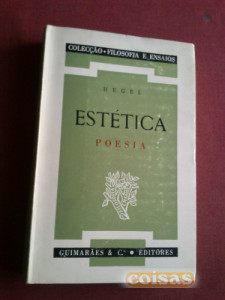 COLECÇÃO • FILOSOFIA E ENSAIOS
HEGEL
ESTÉTICA
POESIA
GUIMARÃES & C.ª • EDITORES
coisas